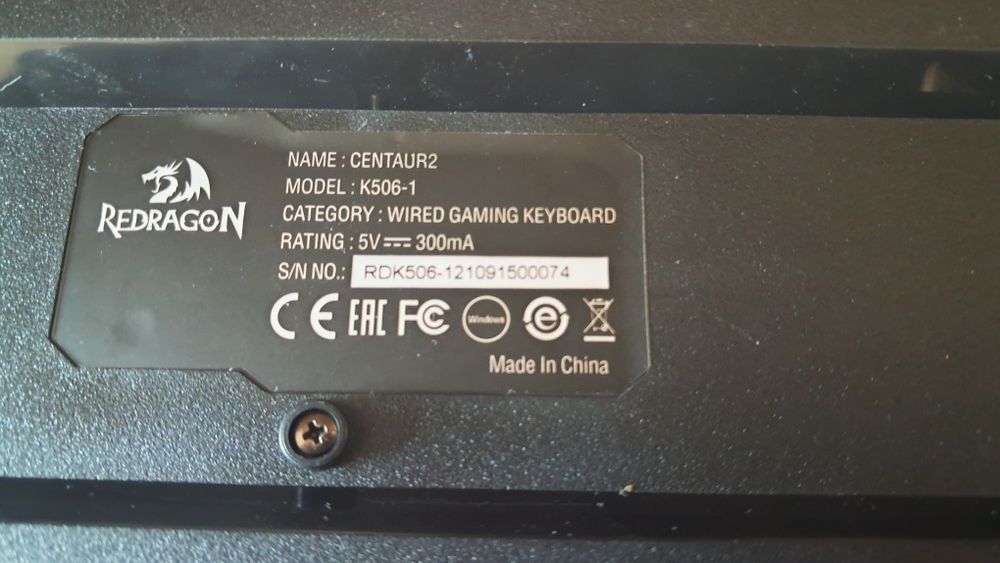 REDRAGON
NAME : CENTAUR2
MODEL : K506-1
CATEGORY : WIRED GAMING KEYBOARD
RATING : 5V⎓300mA
S/N NO.: RDK506-121091500074
CE EAC FC Windows e
Made In China